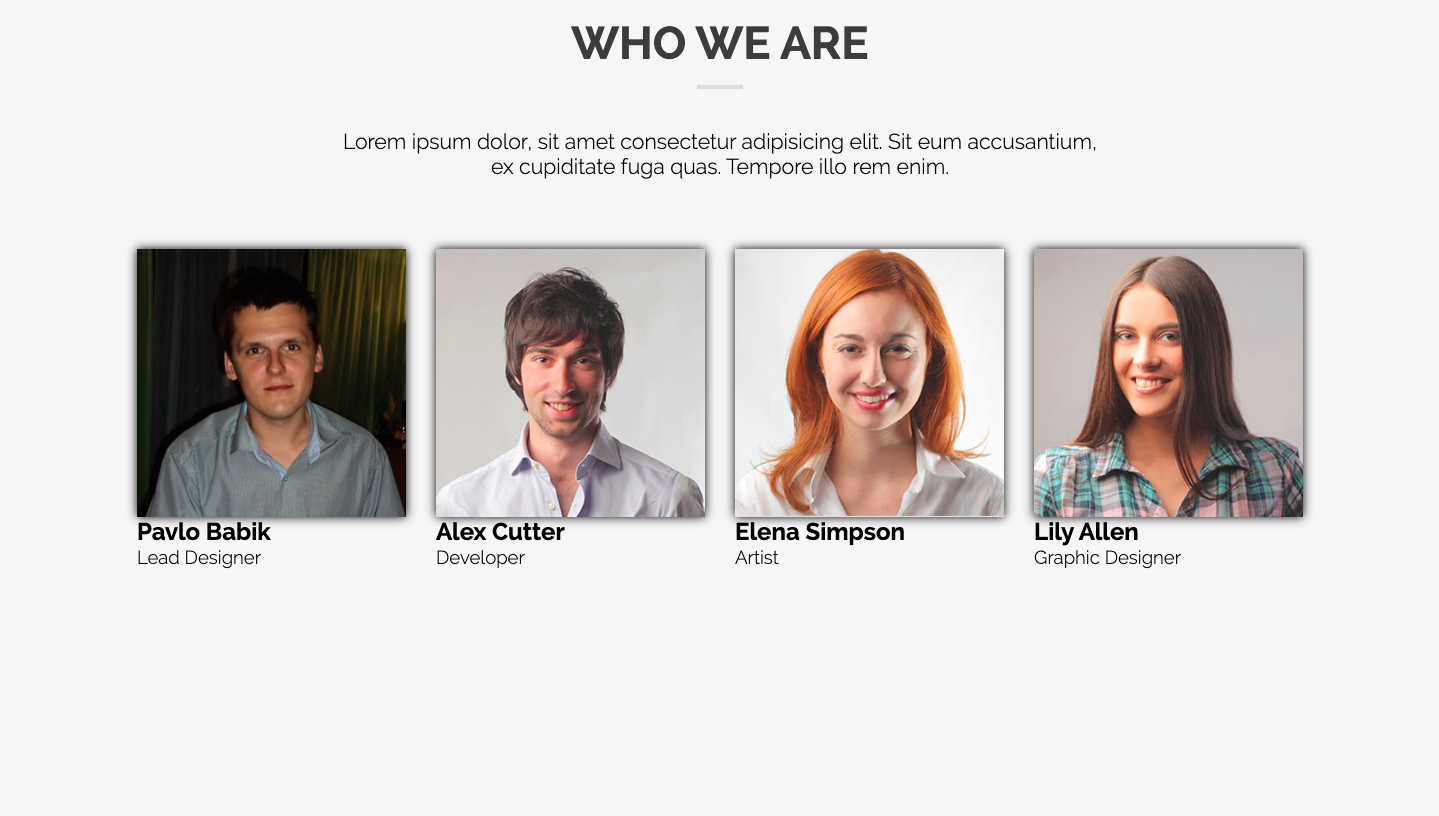 WHO WE ARE
Lorem ipsum dolor, sit amet consectetur adipisicing elit. Sit eum accusantium,
ex cupiditate fuga quas. Tempore illo rem enim.
Pavlo Babik
Lead Designer
Alex Cutter
Developer
Elena Simpson
Artist
Lily Allen
Graphic Designer